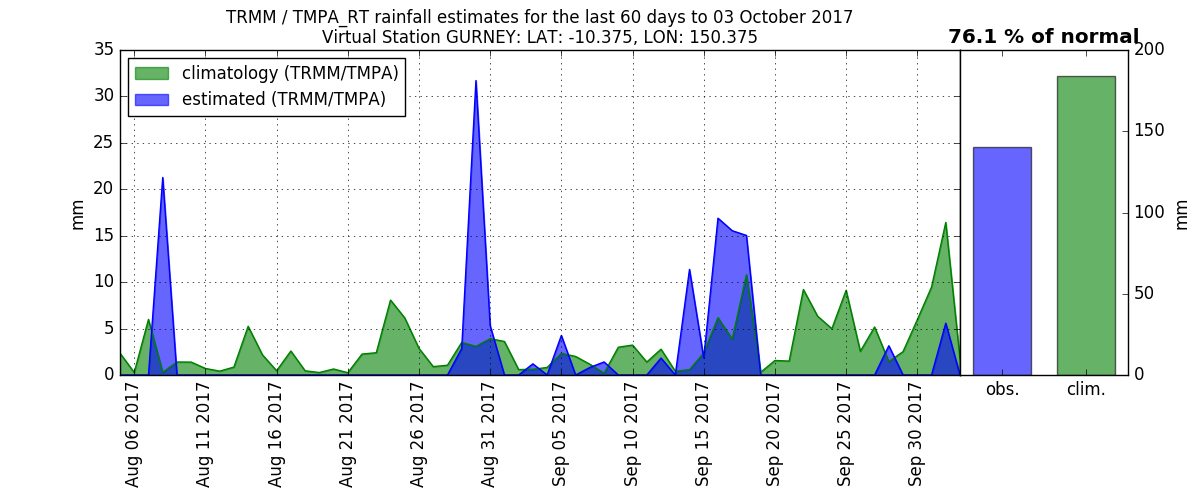 TRMM / TMPA_RT rainfall estimates for the last 60 days to 03 October 2017
Virtual Station GURNEY: LAT: -10.375, LON: 150.375
76.1 % of normal
climatology (TRMM/TMPA)
estimated (TRMM/TMPA)
35
30
25
20
15
10
5
0
mm
Aug 06 2017
Aug 11 2017
Aug 16 2017
Aug 21 2017
Aug 26 2017
Aug 31 2017
Sep 05 2017
Sep 10 2017
Sep 15 2017
Sep 20 2017
Sep 25 2017
Sep 30 2017
200
150
100
50
0
mm
obs.
clim.